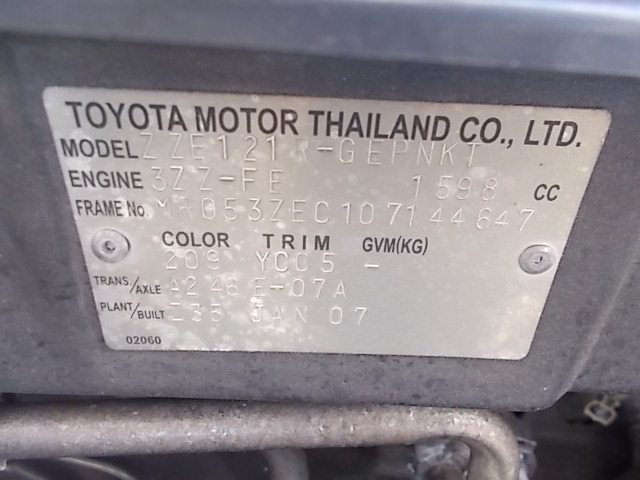 TOYOTA MOTOR THAILAND CO., LTD.
MODEL ZZE121R-GEPNKT
ENGINE 3ZZ-FE 1598 CC
FRAME No. MR053ZEC107144647
COLOR TRIM GVM(KG)
209 YC05 -
TRANS./AXLE A246E-07A
PLANT/BUILT Z35 JAN 07
02060